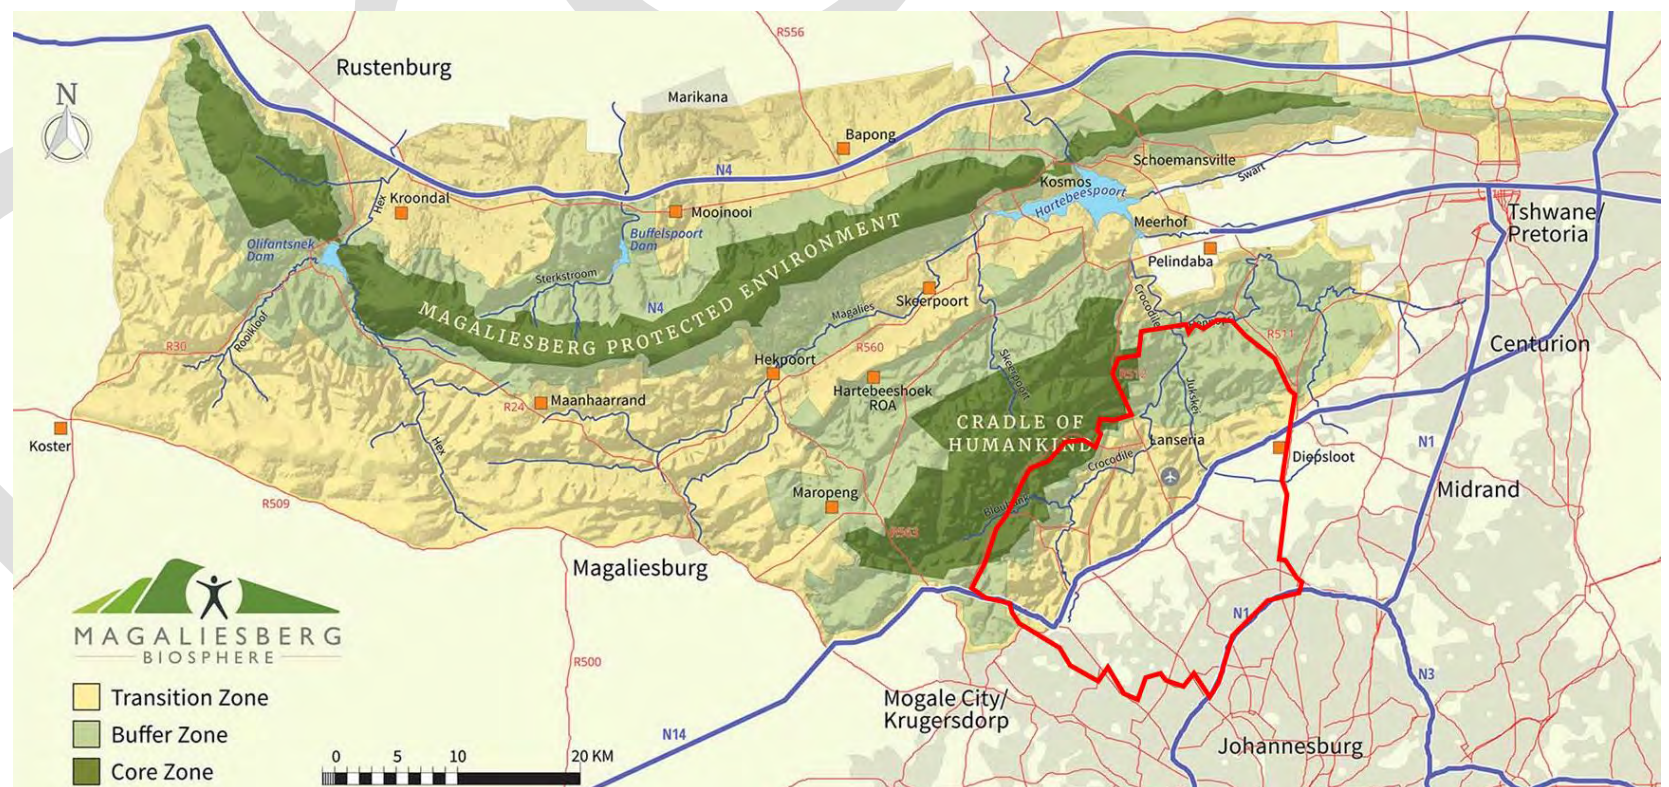 R556
Rustenburg
N
Marikana
Bapong
Schoemansville
N4
Kosmos
Swart
Hartebeespoort
Kroondal
Hex
Mooinooi
Meerhof
Tshwane/
Pretoria
Olifantsnek
Dam
Buffelspoort
Dam
Pelindaba
Sterkstroom
MAGALIESBERG PROTECTED ENVIRONMENT
N4
Skeerpoort
Magalies
Crocodile
Rooikloof
R30
R560
R511
Centurion
Hekpoort
Skeerpoort
Hartebeeshoek
ROA
Jukskei
R24
Maanhaarrand
CRADLE OF
HUMANKIND
Koster
Hex
Lanseria
N1
Crocodile
Diepsloot
Maropeng
Midrand
R509
R563
Magaliesburg
MAGALIESBERG
BIOSPHERE
N1
R500
N3
Transition Zone
Mogale City/
Krugersdorp
Buffer Zone
N14
Johannesburg
0 5 10 20 KM
Core Zone